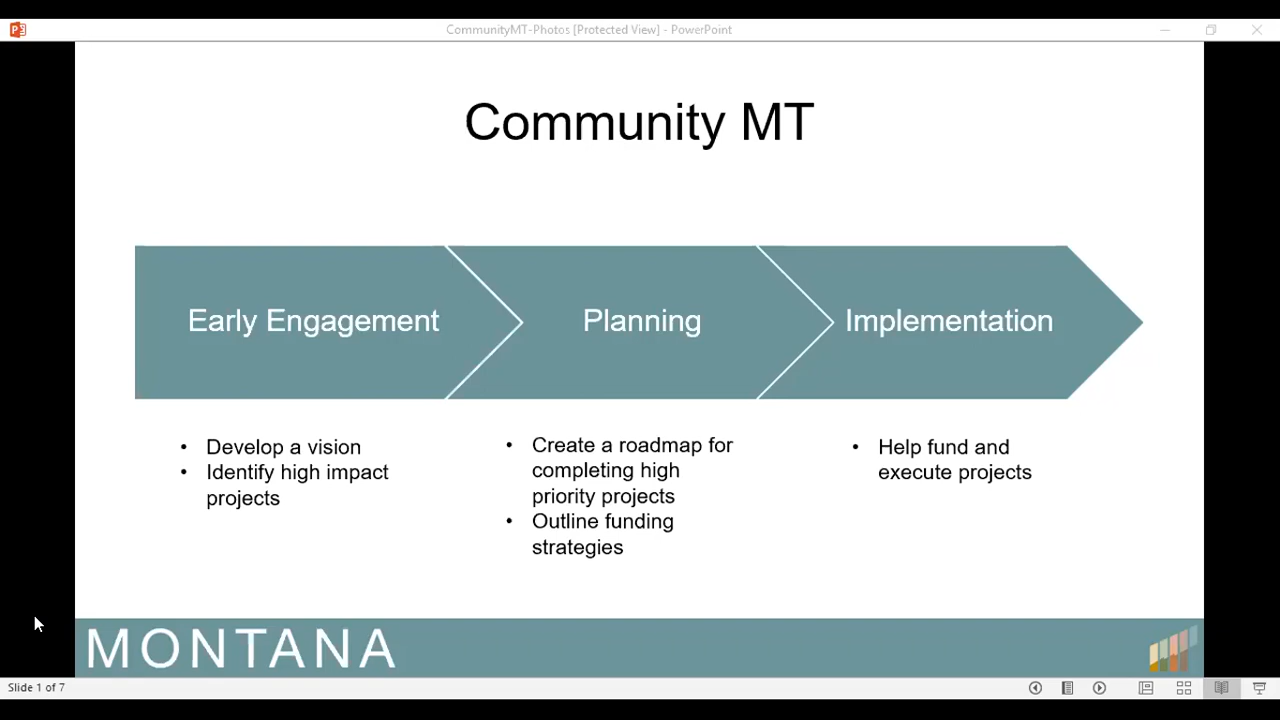 CommunityMT-Photos [Protected View] - PowerPoint
Community MT
Early Engagement
Planning
Implementation
• Develop a vision
• Identify high impact
projects
• Create a roadmap for
completing high
priority projects
• Outline funding
strategies
• Help fund and
execute projects
MONTANA
Slide 1 of 7